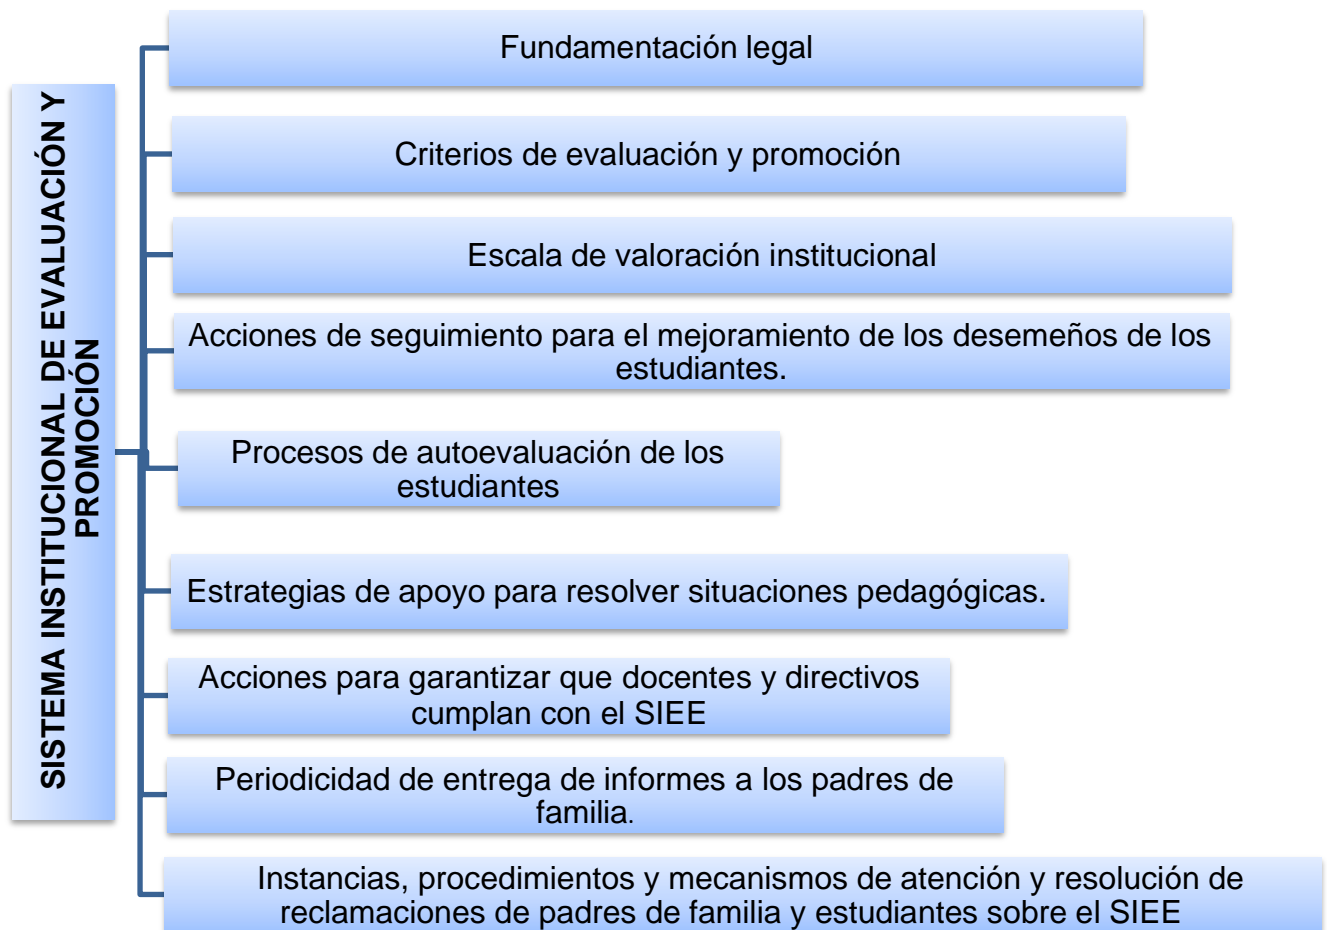 SISTEMA INSTITUCIONAL DE EVALUACIÓN Y
PROMOCIÓN
Fundamentación legal
Criterios de evaluación y promoción
Escala de valoración institucional
Acciones de seguimiento para el mejoramiento de los desemeños de los
estudiantes.
Procesos de autoevaluación de los
estudiantes
Estrategias de apoyo para resolver situaciones pedagógicas.
Acciones para garantizar que docentes y directivos
cumplan con el SIEE
Periodicidad de entrega de informes a los padres de
familia.
Instancias, procedimientos y mecanismos de atención y resolución de
reclamaciones de padres de familia y estudiantes sobre el SIEE